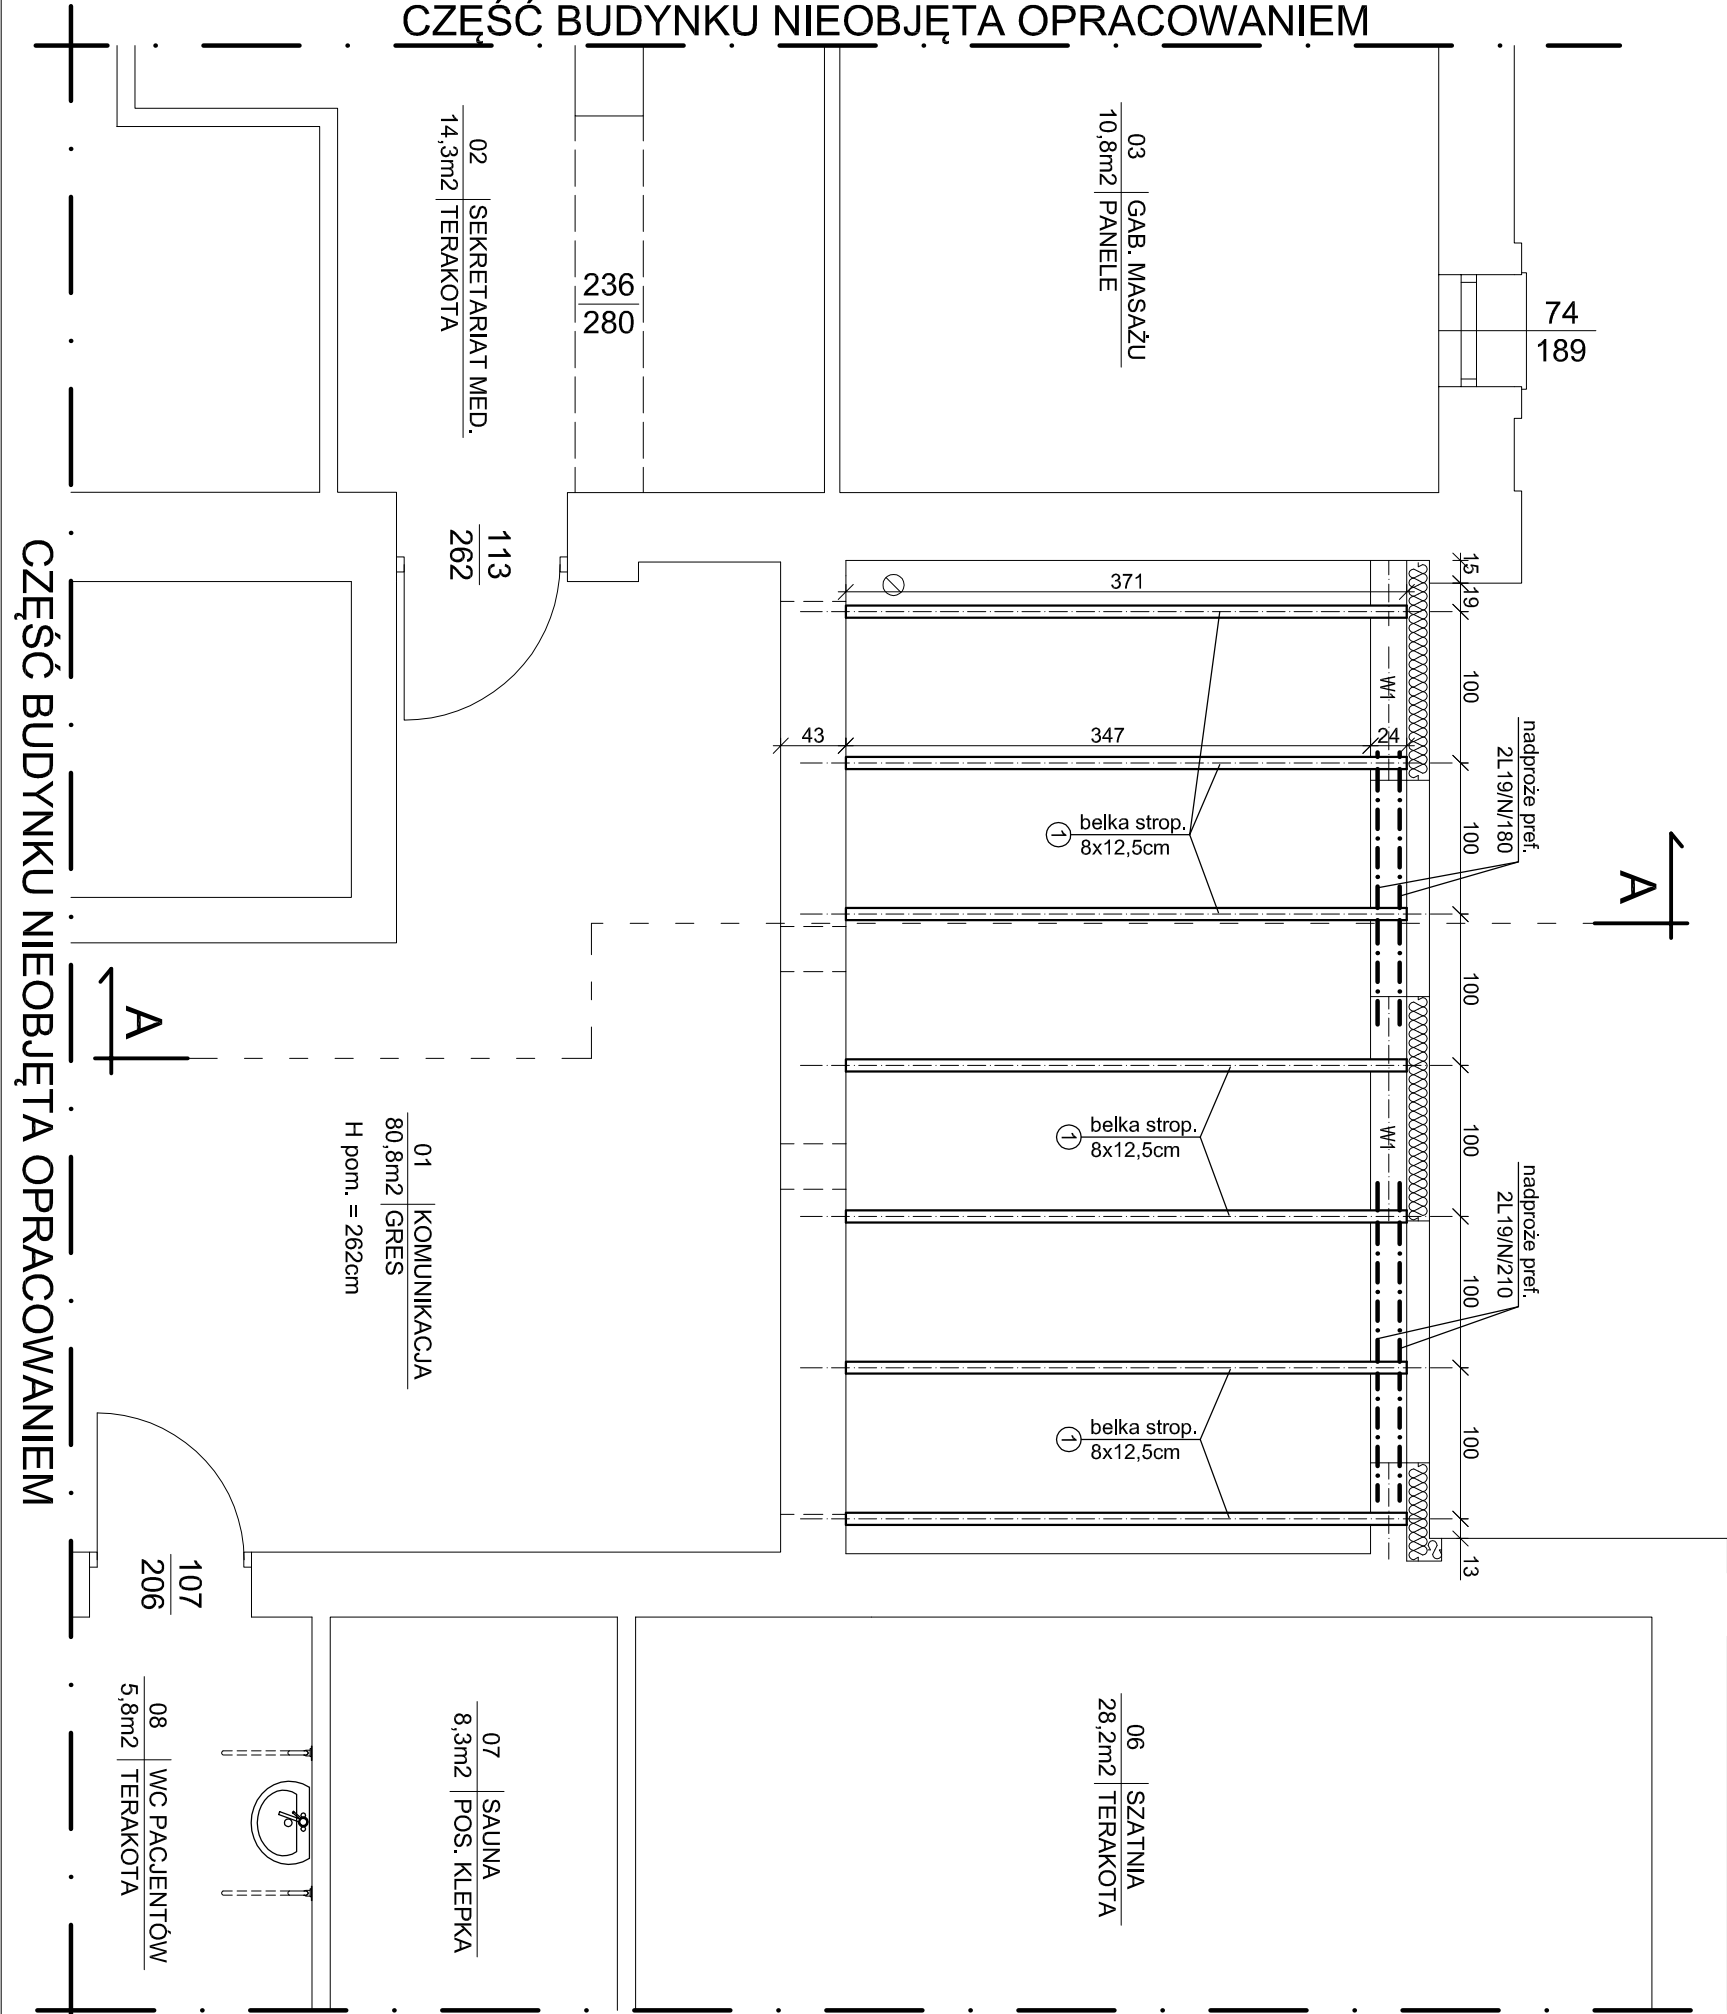 CZĘŚĆ BUDYNKU NIEOBJĘTA OPRACOWANIEM
02 SEKRETARIAT MED.
14,3m2 TERAKOTA
236
280
03 GAB. MASAŻU
10,8m2 PANELE
74
189
113
262
371
15
19
100
100
100
100
100
100
13
W1
43
347
24
nadproże pref.
2L19/N/180
1
belka strop.
8x12,5cm
A
A
1
belka strop.
8x12,5cm
W1
nadproże pref.
2L19/N/210
1
belka strop.
8x12,5cm
01 KOMUNIKACJA
80,8m2 GRES
H pom. = 262cm
CZĘŚĆ BUDYNKU NIEOBJĘTA OPRACOWANIEM
107
206
08 WC PACJENTÓW
5,8m2 TERAKOTA
07 SAUNA
8,3m2 POS. KLEPKA
06 SZATNIA
28,2m2 TERAKOTA